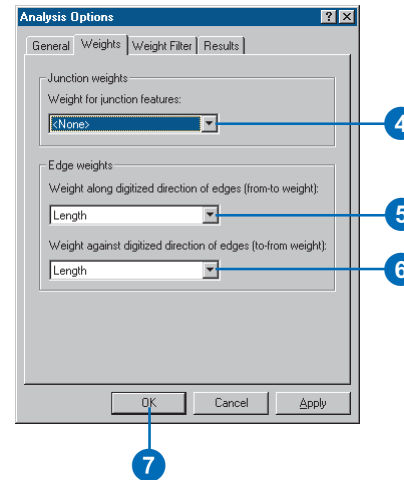 Analysis Options
General Weights Weight Filter Results
Junction weights
Weight for junction features:
<None>
4
Edge weights
Weight along digitized direction of edges (from-to weight):
Length
5
Weight against digitized direction of edges (to-from weight):
Length
6
OK Cancel Apply
7